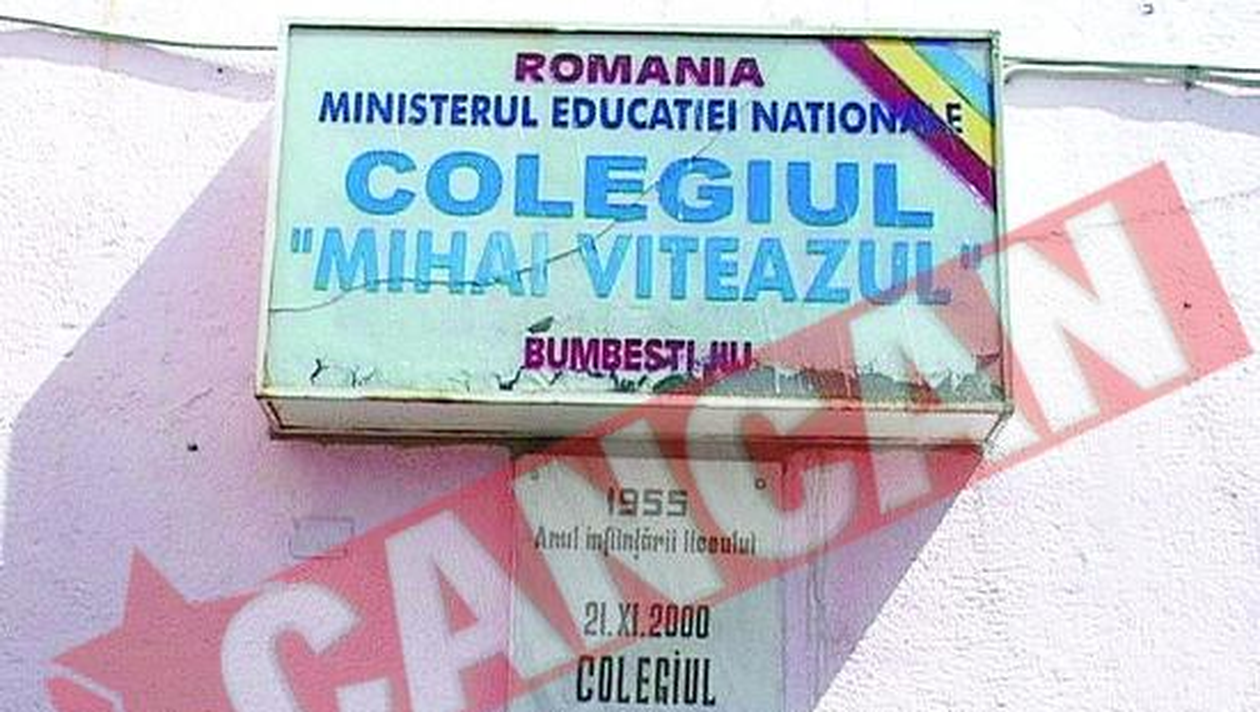 ROMANIA
MINISTERUL EDUCATIEI NATIONALE
COLEGIUL
"MIHAI VITEAZUL"
BUMBESTI JIU
1955
Anul înființării liceului
21.XI.2000
COLEGIUL
CANCAN